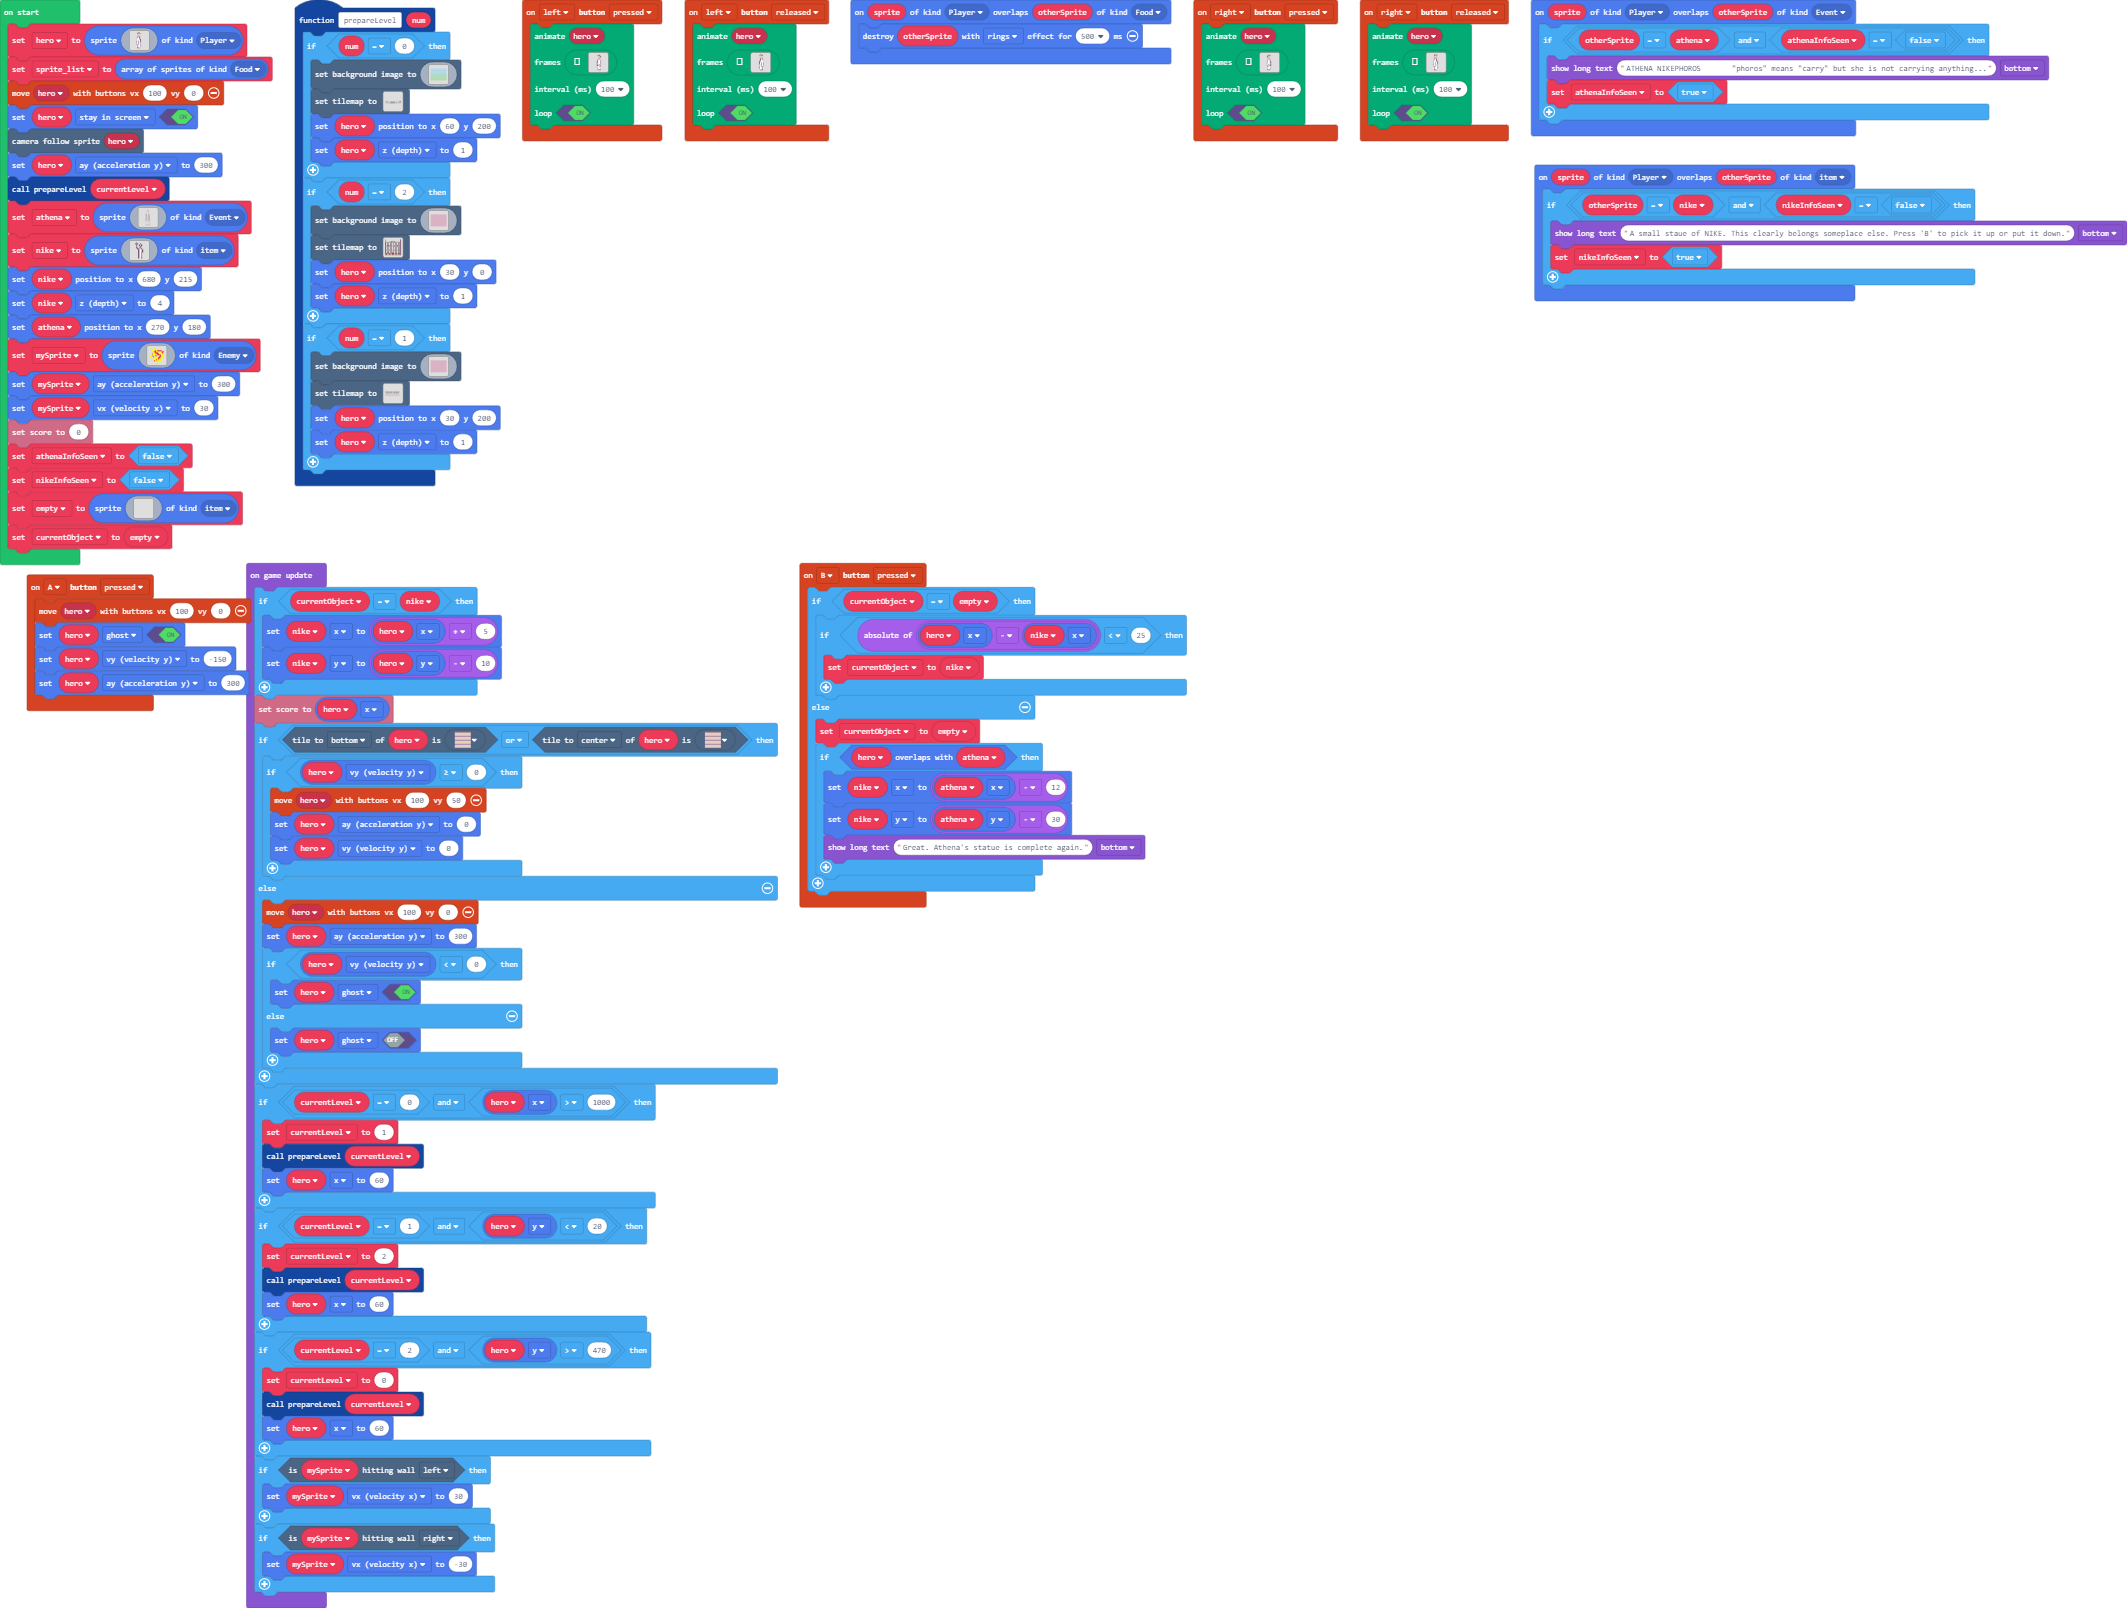 on start
set hero to sprite of kind Player
set sprite_list to array of sprites of kind Food
move hero with buttons vx 100 vy 0
set hero stay in screen ON
camera follow sprite hero
set hero ay (acceleration y) to 300
call prepareLevel currentLevel
set athena to sprite of kind Event
set nike to sprite of kind item
set nike position to x 680 y 215
set nike z (depth) to 4
set athena position to x 270 y 180
set mySprite to sprite of kind Enemy
set mySprite ay (acceleration y) to 300
set mySprite vx (velocity x) to 30
set score to 0
set athenaInfoSeen to false
set nikeInfoSeen to false
set empty to sprite of kind item
set currentObject to empty
function prepareLevel num
if num = 0 then
set background image to
set tilemap to
set hero position to x 60 y 200
set hero z (depth) to 1
if num = 2 then
set background image to
set tilemap to
set hero position to x 30 y 0
set hero z (depth) to 1
if num = 1 then
set background image to
set tilemap to
set hero position to x 30 y 200
set hero z (depth) to 1
on left button pressed
animate hero
frames
interval (ms) 100
loop ON
on left button released
animate hero
frames
interval (ms) 100
loop ON
on sprite of kind Player overlaps otherSprite of kind Food
destroy otherSprite with rings effect for 500 ms
on right button pressed
animate hero
frames
interval (ms) 100
loop ON
on right button released
animate hero
frames
interval (ms) 100
loop ON
on sprite of kind Player overlaps otherSprite of kind Event
if otherSprite = athena and athenaInfoSeen = false then
show long text "ATHENA NIKEPHOROS "phoros" means "carry" but she is not carrying anything..." bottom
set athenaInfoSeen to true
on sprite of kind Player overlaps otherSprite of kind item
if otherSprite = nike and nikeInfoSeen = false then
show long text "A small staue of NIKE. This clearly belongs someplace else. Press 'B' to pick it up or put it down." bottom
set nikeInfoSeen to true
on A button pressed
move hero with buttons vx 100 vy 0
set hero ghost ON
set hero vy (velocity y) to -150
set hero ay (acceleration y) to 300
on game update
if currentObject = nike then
set nike x to hero x + 5
set nike y to hero y - 10
set score to hero x
if tile to bottom of hero is or tile to center of hero is then
if hero vy (velocity y) ≥ 0 then
move hero with buttons vx 100 vy 50
set hero ay (acceleration y) to 0
set hero vy (velocity y) to 0
else
move hero with buttons vx 100 vy 0
set hero ay (acceleration y) to 300
if hero vy (velocity y) < 0 then
set hero ghost ON
else
set hero ghost OFF
if currentLevel = 0 and hero x > 1000 then
set currentLevel to 1
call prepareLevel currentLevel
set hero x to 60
if currentLevel = 1 and hero y < 20 then
set currentLevel to 2
call prepareLevel currentLevel
set hero x to 60
if currentLevel = 2 and hero y > 470 then
set currentLevel to 0
call prepareLevel currentLevel
set hero x to 60
if is mySprite hitting wall left then
set mySprite vx (velocity x) to 30
if is mySprite hitting wall right then
set mySprite vx (velocity x) to -30
on B button pressed
if currentObject = empty then
if absolute of hero x - nike x < 25 then
set currentObject to nike
else
set currentObject to empty
if hero overlaps with athena then
set nike x to athena x - 12
set nike y to athena y - 30
show long text "Great. Athena's statue is complete again." bottom